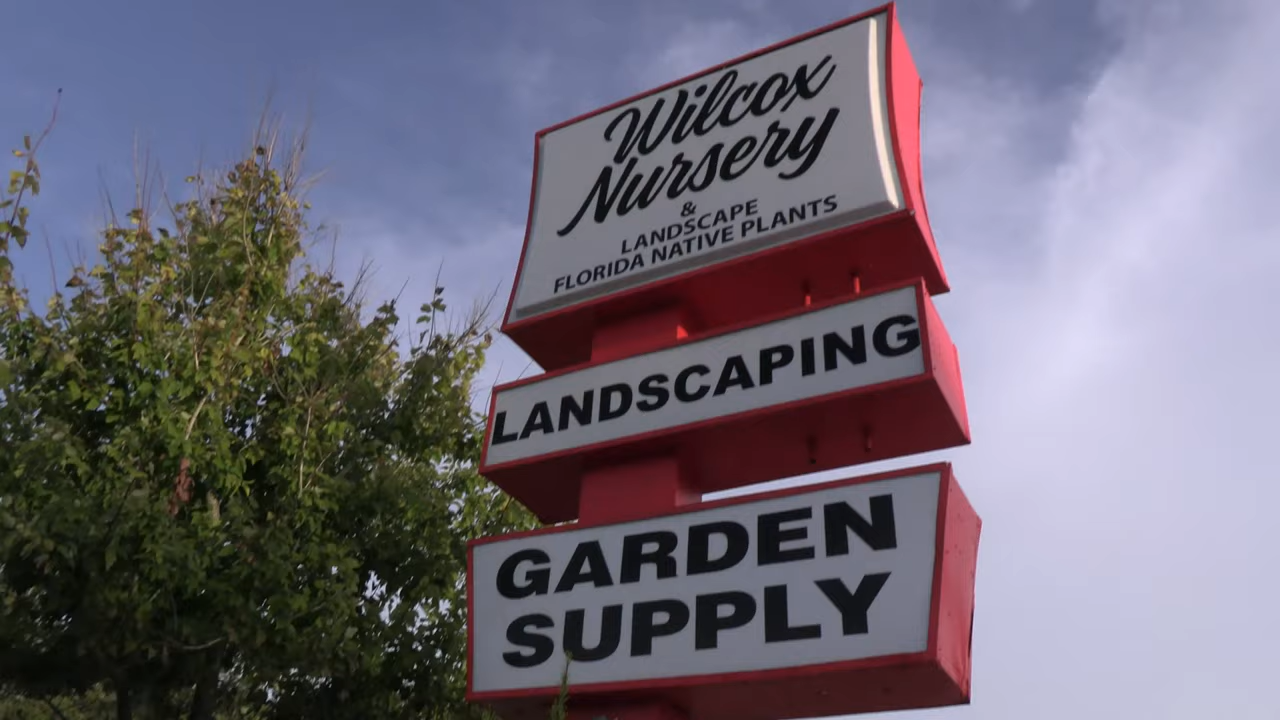 Wilcox
Nursery
&
LANDSCAPE
FLORIDA NATIVE PLANTS
LANDSCAPING
GARDEN
SUPPLY